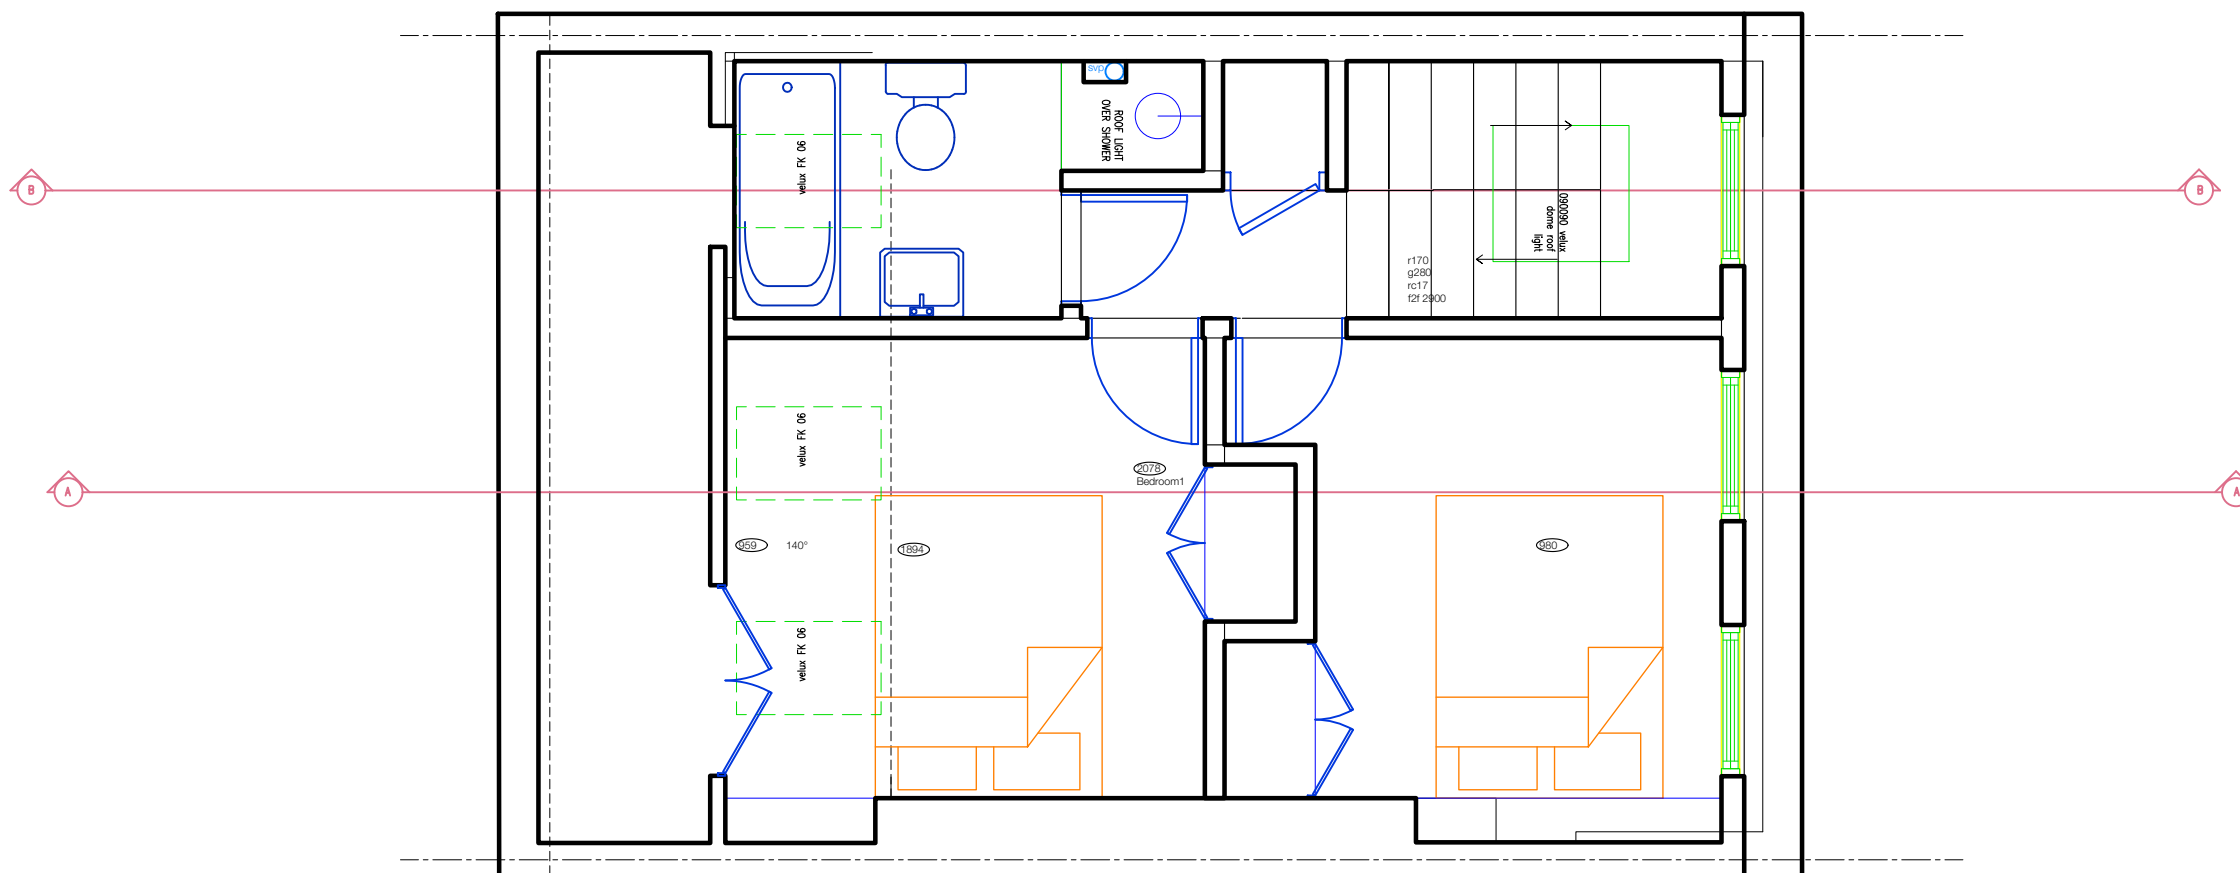 svp
ROOF LIGHT
OVER SHOWER
velux FK 06
B
B
090090 velux
dome roof
light
r170
g280
rc17
f2f 2900
velux FK 06
2078
Bedroom1
A
A
959
140°
1894
980
velux FK 06